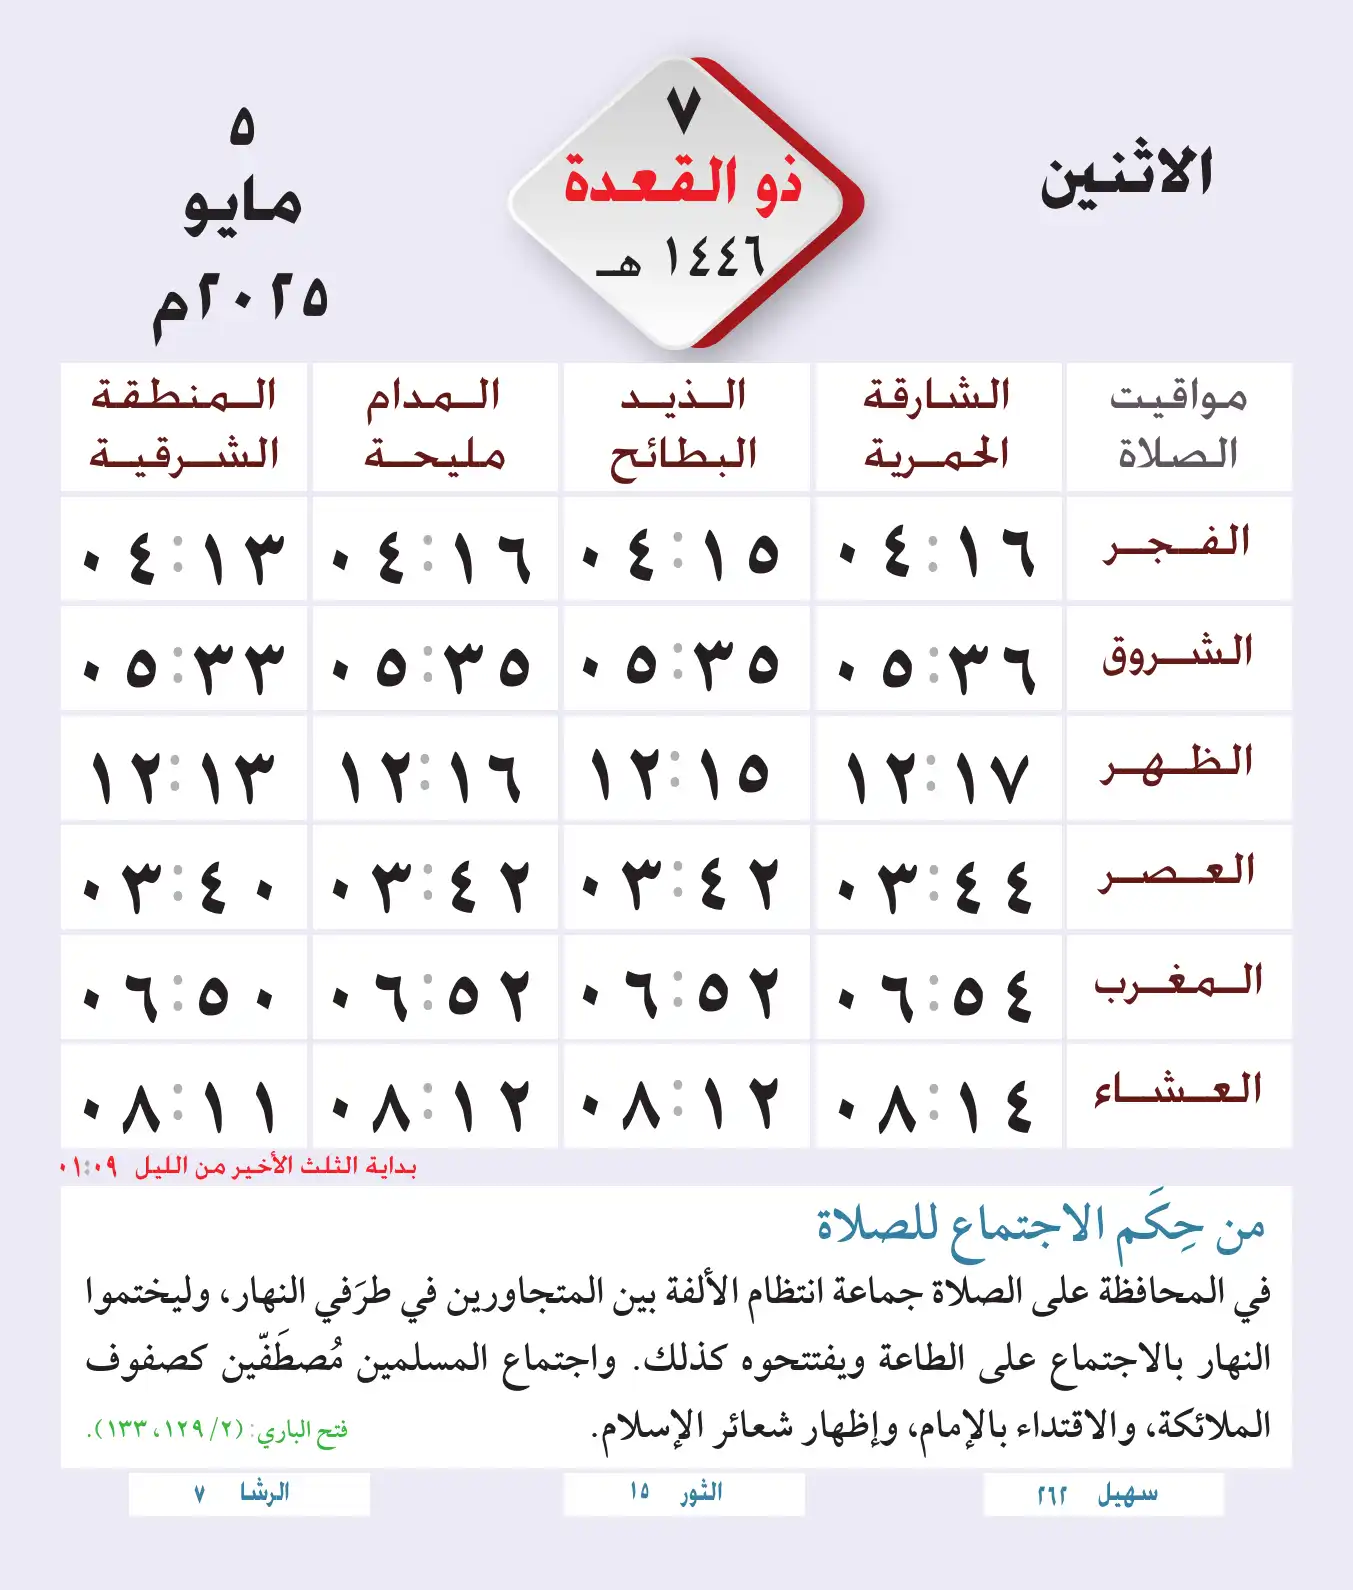 الاثنين
٧
ذو القعدة
١٤٤٦ هـ
٥
مايو
٢٠٢٥م
مواقيت الصلاة
الشارقة الحمرية
الذيد البطائح
المدام مليحة
المنطقة الشرقية
الفجر ٠٤:١٦ ٠٤:١٥ ٠٤:١٦ ٠٤:١٣
الشروق ٠٥:٣٦ ٠٥:٣٥ ٠٥:٣٥ ٠٥:٣٣
الظهر ١٢:١٧ ١٢:١٥ ١٢:١٦ ١٢:١٣
العصر ٠٣:٤٤ ٠٣:٤٢ ٠٣:٤٢ ٠٣:٤٠
المغرب ٠٦:٥٤ ٠٦:٥٢ ٠٦:٥٢ ٠٦:٥٠
العشاء ٠٨:١٤ ٠٨:١٢ ٠٨:١٢ ٠٨:١١
بداية الثلث الأخير من الليل ٠١:٠٩
من حِكَم الاجتماع للصلاة
في المحافظة على الصلاة جماعة انتظام الألفة بين المتجاورين في طرَفي النهار، وليختموا
النهار بالاجتماع على الطاعة ويفتتحوه كذلك. واجتماع المسلمين مُصطَفّين كصفوف
الملائكة، والاقتداء بالإمام، وإظهار شعائر الإسلام.
فتح الباري: (٢/ ١٢٩، ١٣٣).
سهيل ٢٦٢
الثور ١٥
الرشا ٧